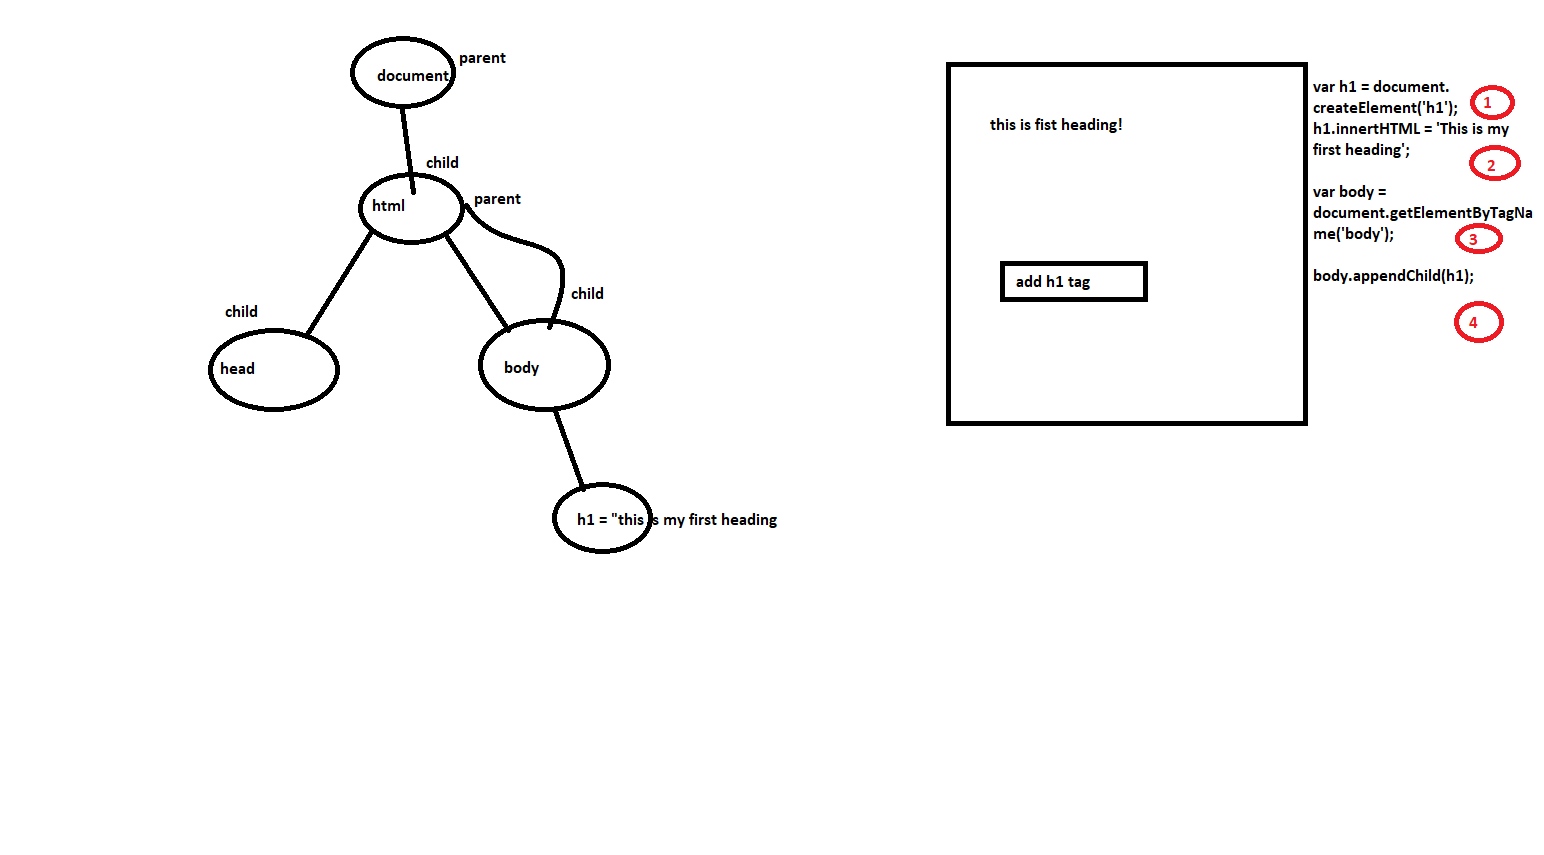 parent
document
child
html
parent
child
child
head
body
h1 = "this is my first heading
this is fist heading!
add h1 tag
var h1 = document.
createElement('h1');
1
h1.innertHTML = 'This is my
first heading';
2
var body =
document.getElementByTagNa
me('body');
3
body.appendChild(h1);
4